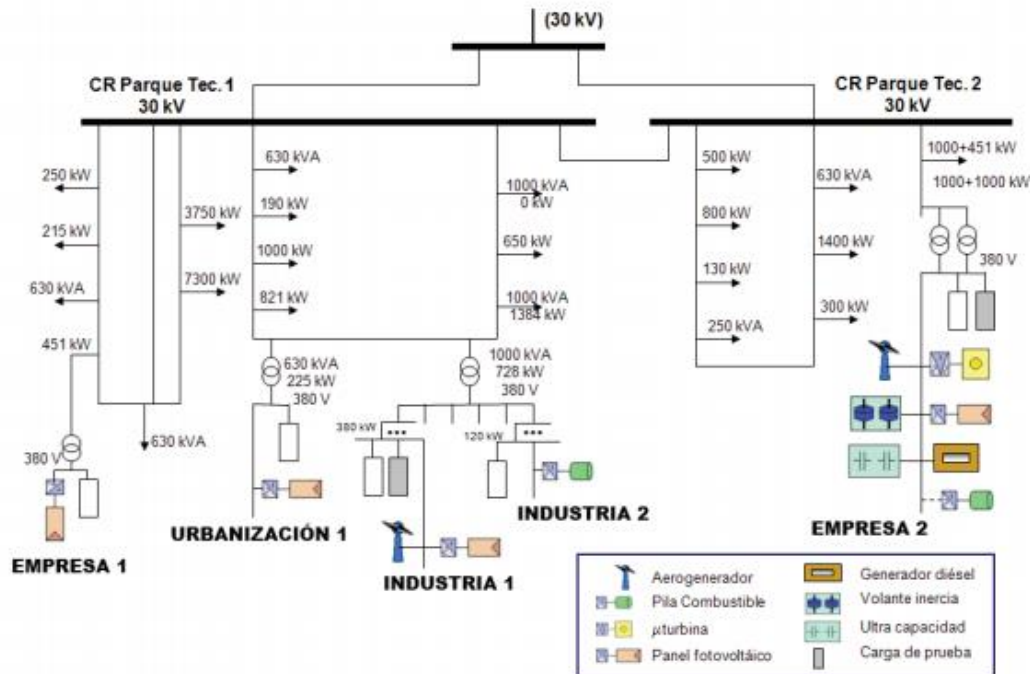 (30 kV)
CR Parque Tec. 1
30 kV
CR Parque Tec. 2
30 kV
250 kW
215 kW
630 kVA
451 kW
380 V
EMPRESA 1
630 kVA
3750 kW
7300 kW
630 kVA
190 kW
1000 kW
821 kW
630 kVA
225 kW
380 V
URBANIZACIÓN 1
1000 kVA
0 kW
650 kW
1000 kVA
1384 kW
1000 kVA
728 kW
380 V
380 kW
120 kW
INDUSTRIA 1
INDUSTRIA 2
500 kW
800 kW
130 kW
250 kVA
630 kVA
1400 kW
300 kW
1000+451 kW
1000+1000 kW
380 V
EMPRESA 2
Aerogenerador
Pila Combustible
µturbina
Panel fotovoltáico
Generador diésel
Volante inercia
Ultra capacidad
Carga de prueba